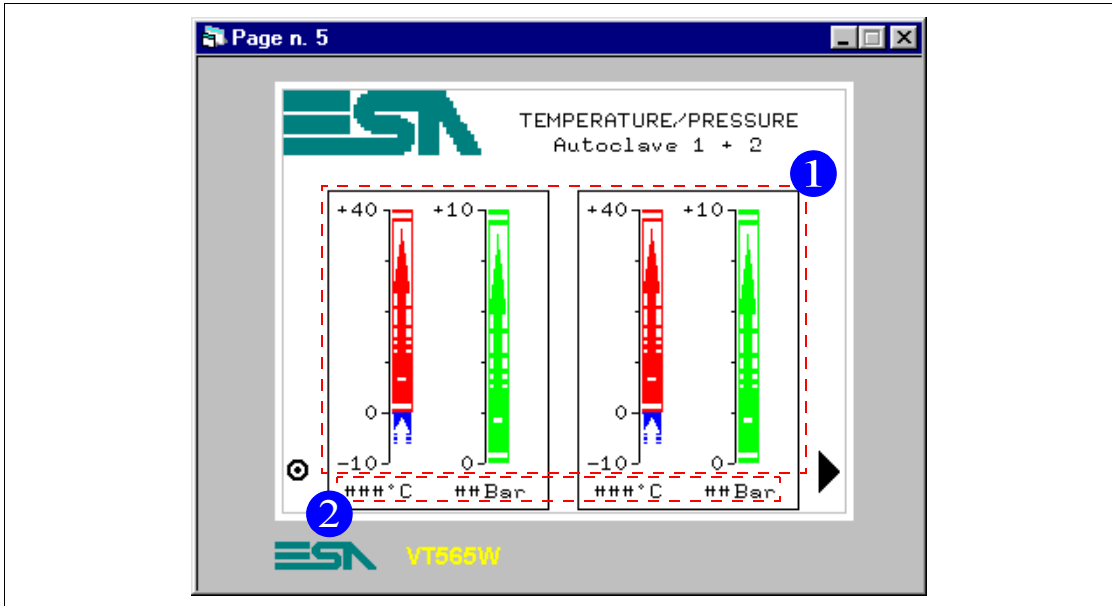 Page n. 5
ESA
TEMPERATURE/PRESSURE
Autoclave 1 + 2
1
+40 +10 +40 +10
0 0
-10 0 -10 0
###°C ##Bar ###°C ##Bar
2
ESA VT565W